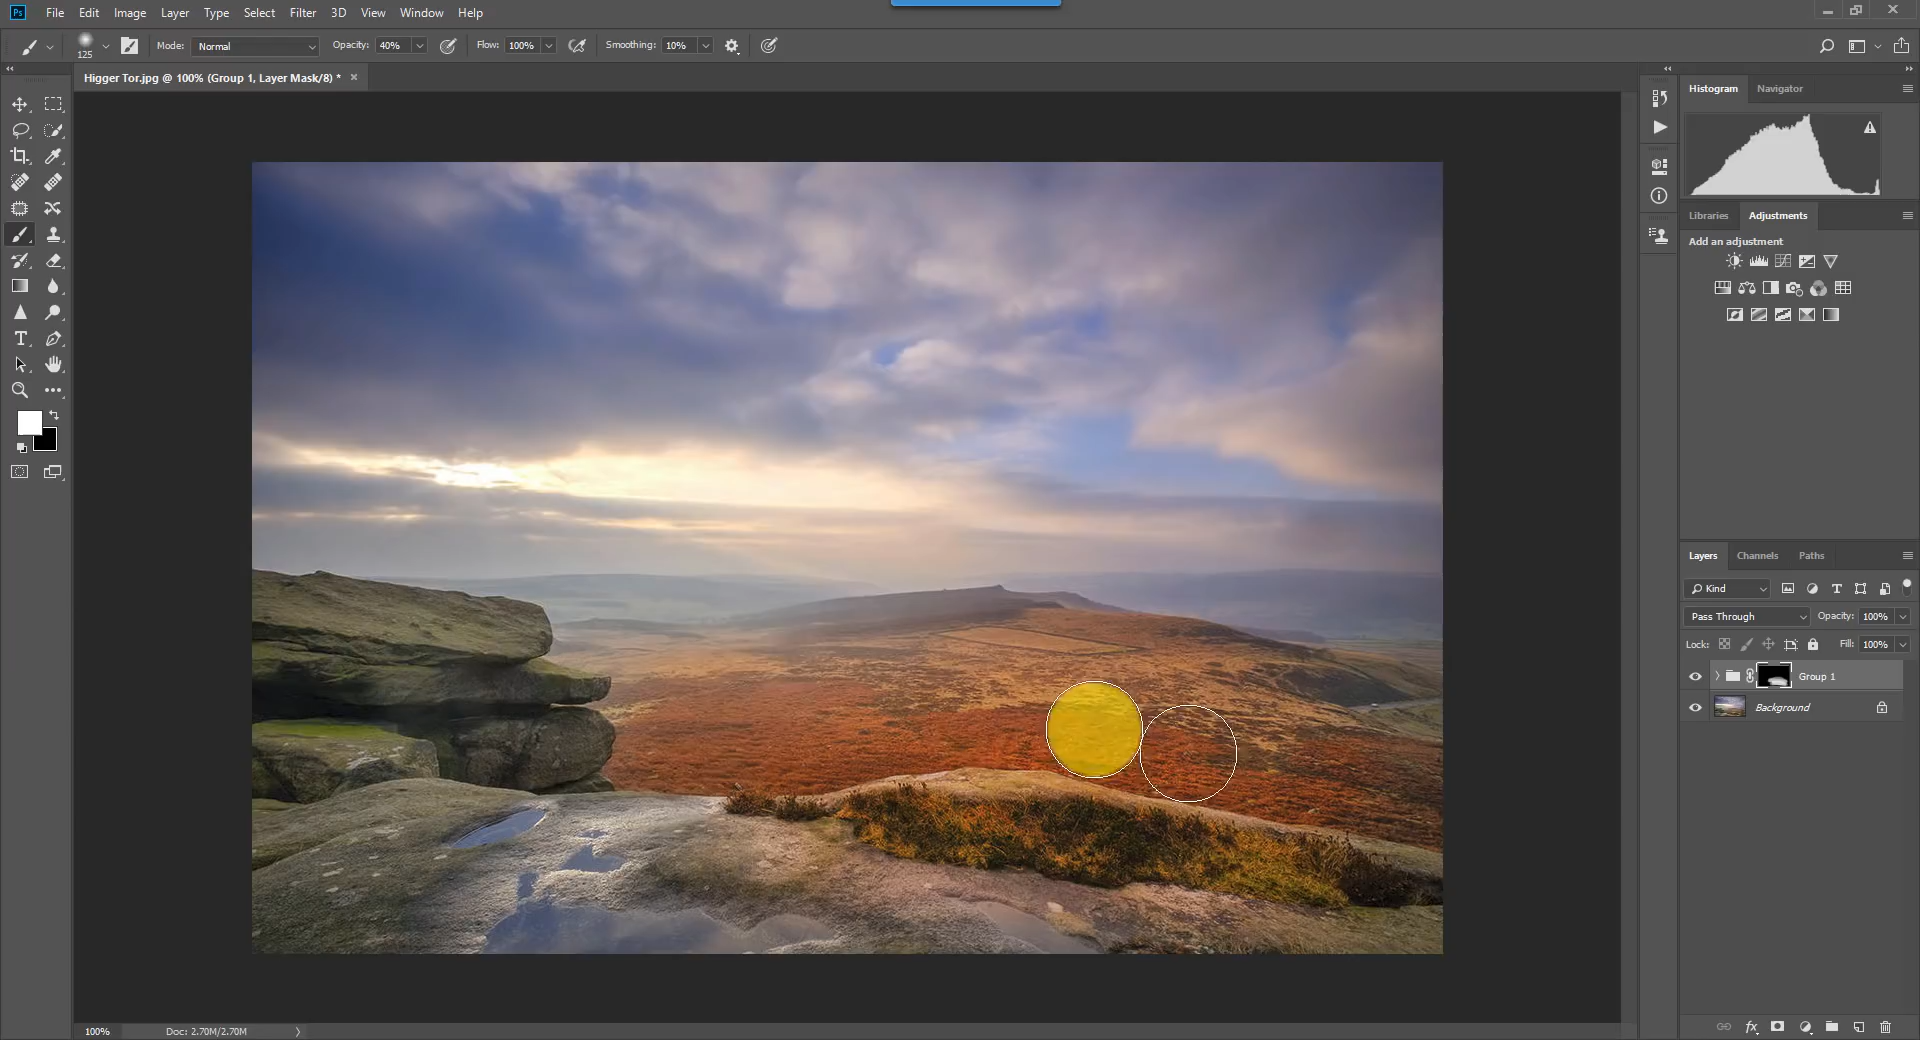 Ps File Edit Image Layer Type Select Filter 3D View Window Help
125 Mode: Normal Opacity: 40% Flow: 100% Smoothing: 10%
Higger Tor.jpg @ 100% (Group 1, Layer Mask/8) * ×
Histogram Navigator
Libraries Adjustments
Add an adjustment
Layers Channels Paths
Kind T
Pass Through Opacity: 100%
Lock: Fill: 100%
Group 1
Background
fx
100% Doc: 2.70M/2.70M